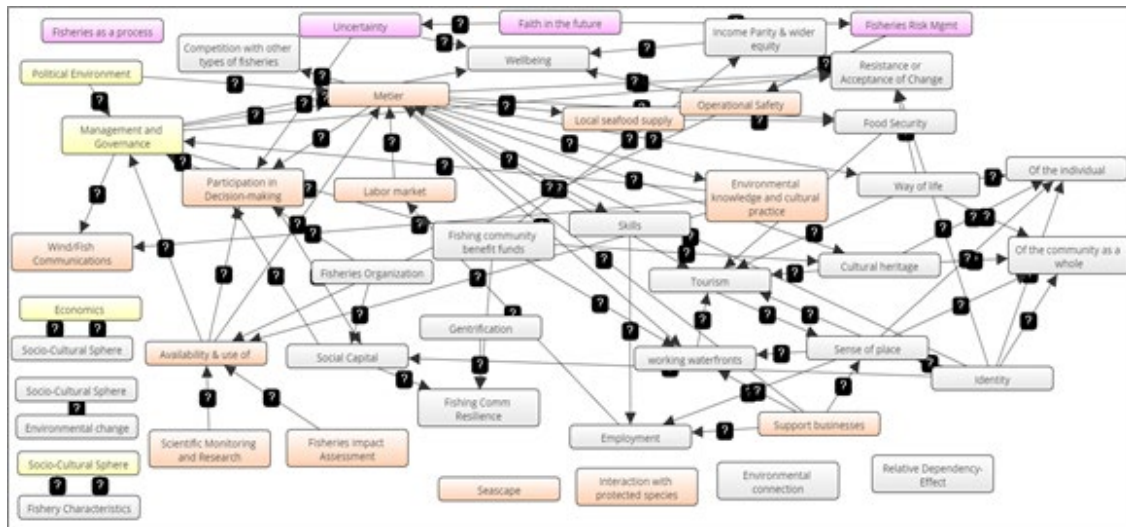 Fisheries as a process
Uncertainty
Faith in the future
Income Parity & wider
equity
Fisheries Risk Mgmt
Competition with other
types of fisheries
Wellbeing
Political Environment
Resistance or
Acceptance of Change
Metier
Operational Safety
Local seafood supply
Food Security
Management and
Governance
Of the individual
Participation in
Decision-making
Labor market
Environmental
knowledge and cultural
practice
Way of life
Wind/Fish
Communications
Fishing community
benefit funds
Skills
Of the community as a
whole
Fisheries Organization
Tourism
Cultural heritage
Economics
Gentrification
Socio-Cultural Sphere
Availability & use of
Social Capital
working waterfronts
Sense of place
Identity
Socio-Cultural Sphere
Environmental change
Fishing Comm
Resilience
Scientific Monitoring
and Research
Fisheries Impact
Assessment
Employment
Support businesses
Socio-Cultural Sphere
Fishery Characteristics
Seascape
Interaction with
protected species
Environmental
connection
Relative Dependency-
Effect